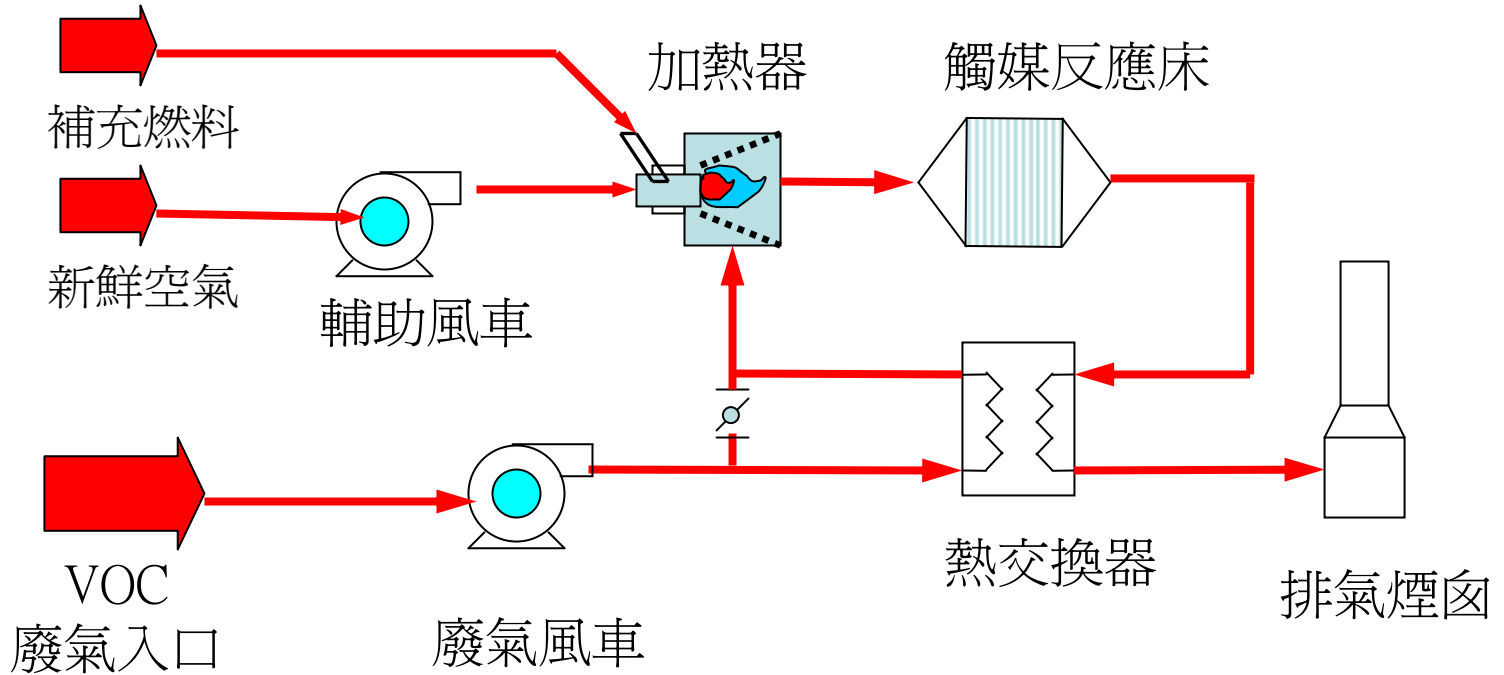 加熱器
觸媒反應床
補充燃料
新鮮空氣
輔助風車
熱交換器
VOC
廢氣入口
廢氣風車
排氣煙囪